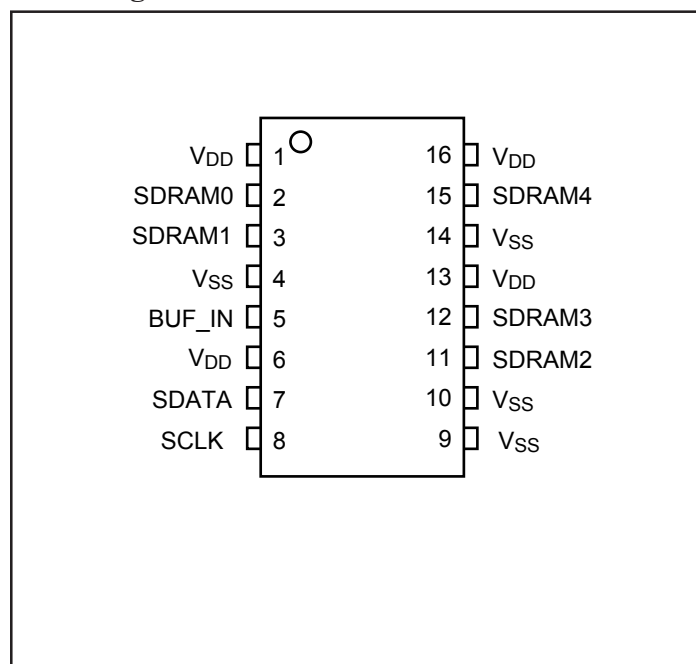 VDD 1 16 VDD
SDRAM0 2 15 SDRAM4
SDRAM1 3 14 VSS
VSS 4 13 VDD
BUF_IN 5 12 SDRAM3
VDD 6 11 SDRAM2
SDATA 7 10 VSS
SCLK 8 9 VSS